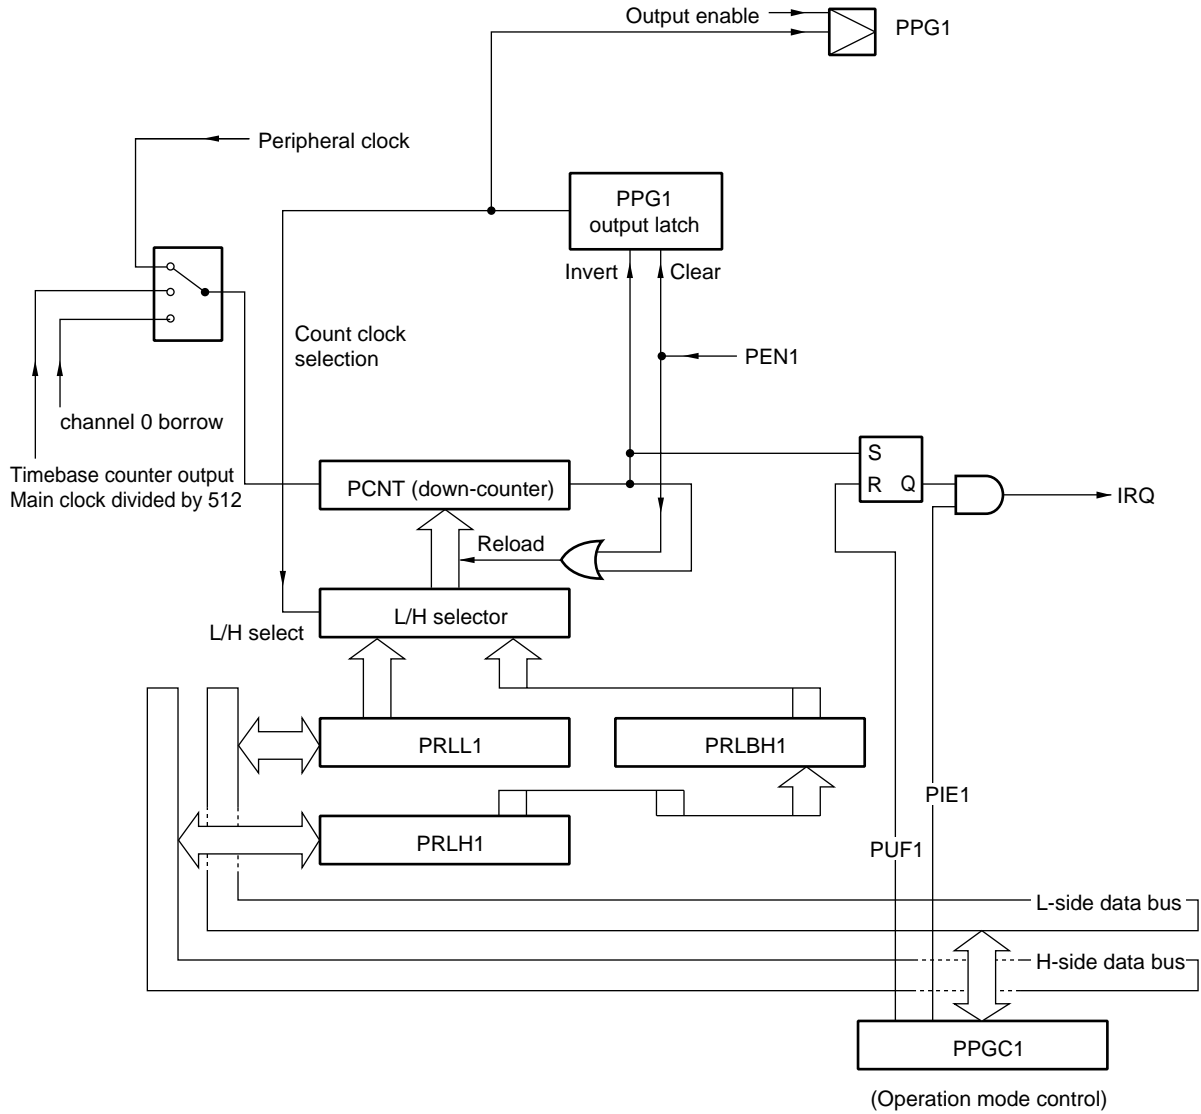 Output enable
PPG1
Peripheral clock
PPG1
output latch
Invert
Clear
Count clock
selection
PEN1
channel 0 borrow
Timebase counter output
Main clock divided by 512
PCNT (down-counter)
S
R Q
IRQ
Reload
L/H selector
L/H select
PRLL1
PRLBH1
PIE1
PRLH1
PUF1
L-side data bus
H-side data bus
PPGC1
(Operation mode control)